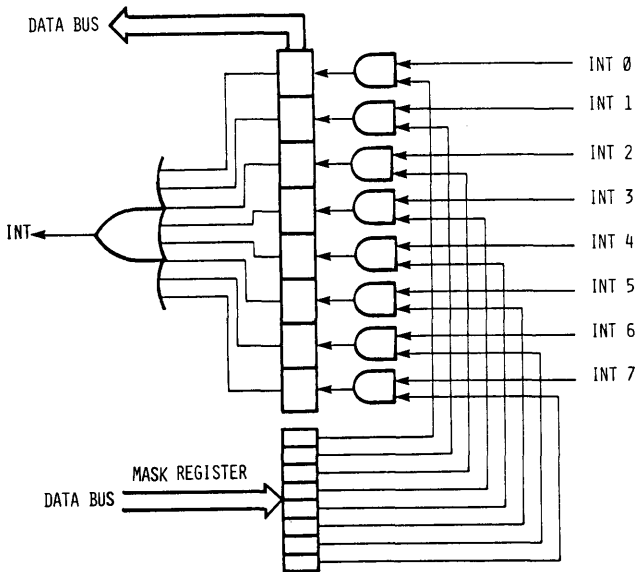 DATA BUS
INT Ø
INT 1
INT 2
INT 3
INT
INT 4
INT 5
INT 6
INT 7
MASK REGISTER
DATA BUS